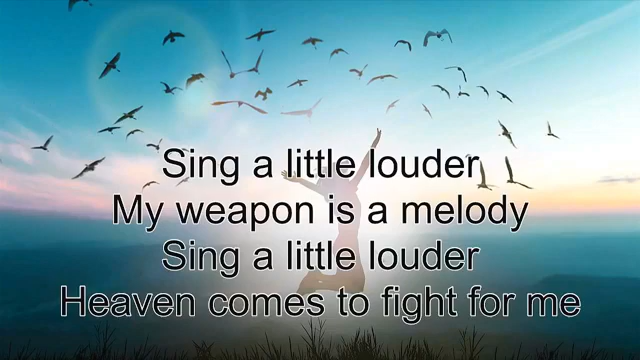 Sing a little louder
My weapon is a melody
Sing a little louder
Heaven comes to fight for me